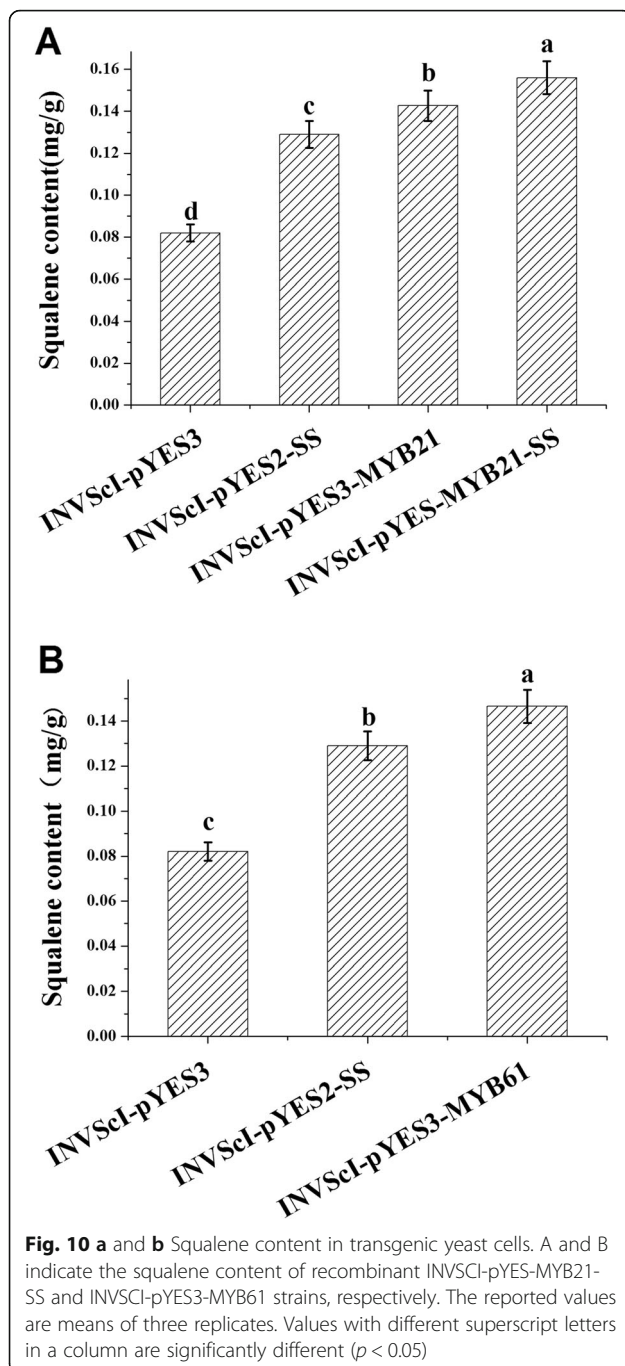 A
a
b
c
d
0.16
0.14
0.12
0.10
0.08
0.06
0.04
0.02
0.00
Squalene content(mg/g)
INVScI-pYES3
INVScI-pYES2-SS
INVScI-pYES3-MYB21
INVScI-pYES-MYB21-SS
B
a
b
c
0.14
0.12
0.10
0.08
0.06
0.04
0.02
0.00
Squalene content（mg/g）
INVScI-pYES3
INVScI-pYES2-SS
INVScI-pYES3-MYB61
Fig. 10 a and b Squalene content in transgenic yeast cells. A and B
indicate the squalene content of recombinant INVSCI-pYES-MYB21-
SS and INVSCI-pYES3-MYB61 strains, respectively. The reported values
are means of three replicates. Values with different superscript letters
in a column are significantly different (p < 0.05)